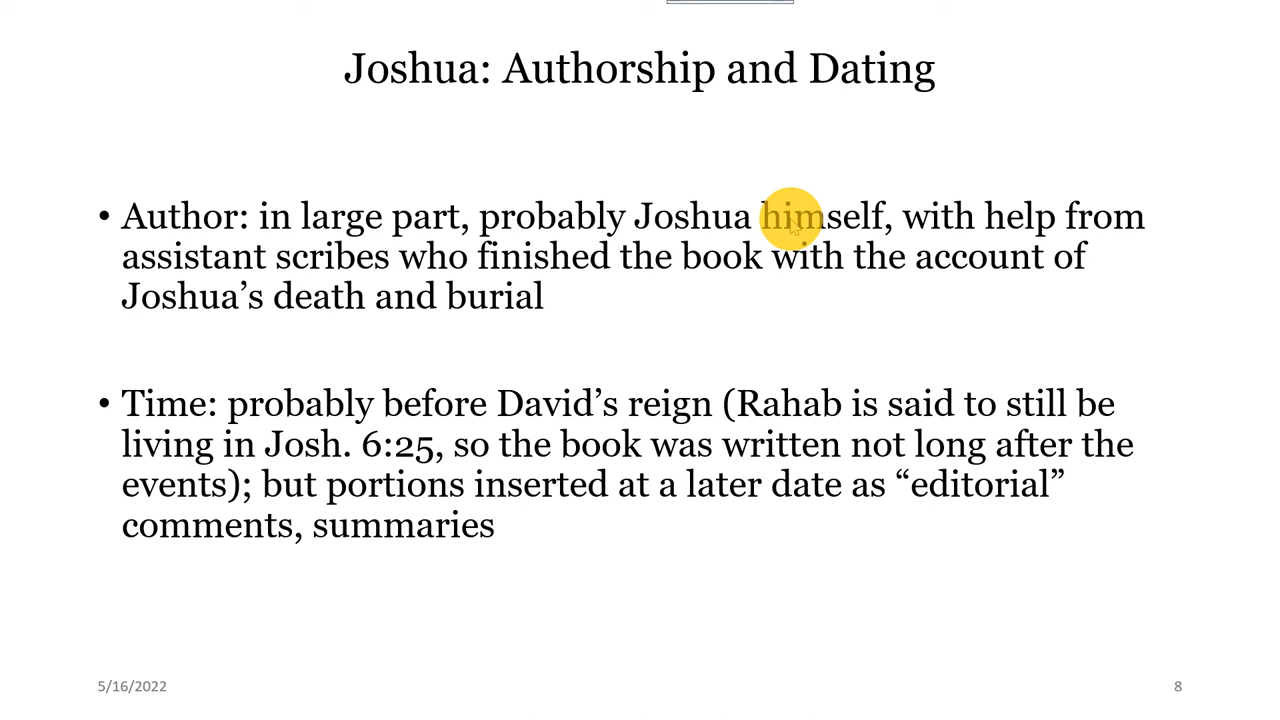 Joshua: Authorship and Dating
• Author: in large part, probably Joshua himself, with help from
assistant scribes who finished the book with the account of
Joshua’s death and burial
• Time: probably before David’s reign (Rahab is said to still be
living in Josh. 6:25, so the book was written not long after the
events); but portions inserted at a later date as “editorial”
comments, summaries
5/16/2022
8